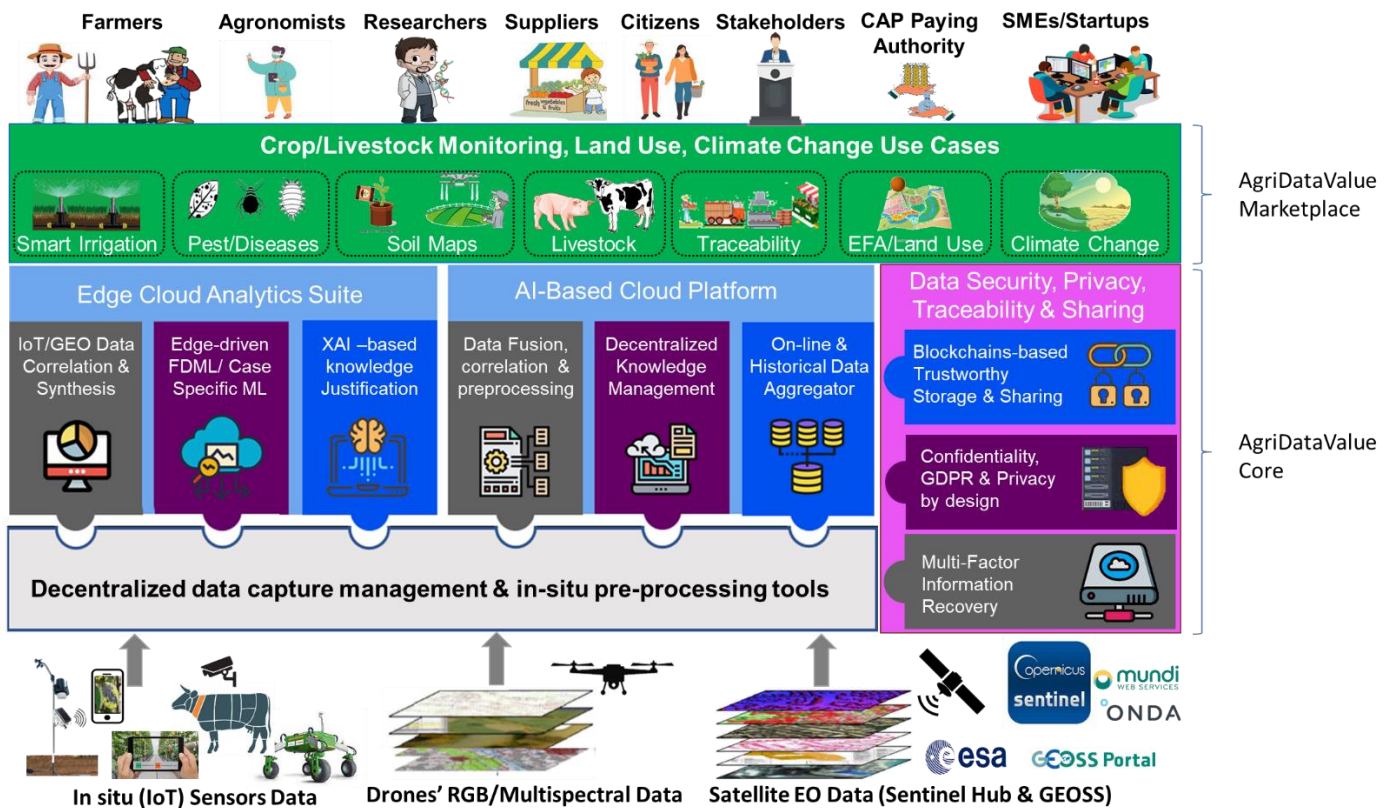 Farmers
Agronomists
Researchers
Suppliers
Citizens
Stakeholders
CAP Paying
Authority
SMEs/Startups
fresh vegetables
& fruits
Crop/Livestock Monitoring, Land Use, Climate Change Use Cases
Smart Irrigation
Pest/Diseases
Soil Maps
Livestock
Traceability
EFA/Land Use
Climate Change
AgriDataValue
Marketplace
Edge Cloud Analytics Suite
IoT/GEO Data
Correlation &
Synthesis
Edge-driven
FDML/ Case
Specific ML
XAI –based
knowledge
Justification
AI-Based Cloud Platform
Data Fusion,
correlation &
preprocessing
Decentralized
Knowledge
Management
On-line &
Historical Data
Aggregator
Data Security, Privacy,
Traceability & Sharing
Blockchains-based
Trustworthy
Storage & Sharing
Confidentiality,
GDPR & Privacy
by design
Multi-Factor
Information
Recovery
AgriDataValue
Core
Decentralized data capture management & in-situ pre-processing tools
Copernicus
sentinel
mundi
WEB SERVICES
ONDA
esa
GEOSS Portal
In situ (IoT) Sensors Data
Drones' RGB/Multispectral Data
Satellite EO Data (Sentinel Hub & GEOSS)